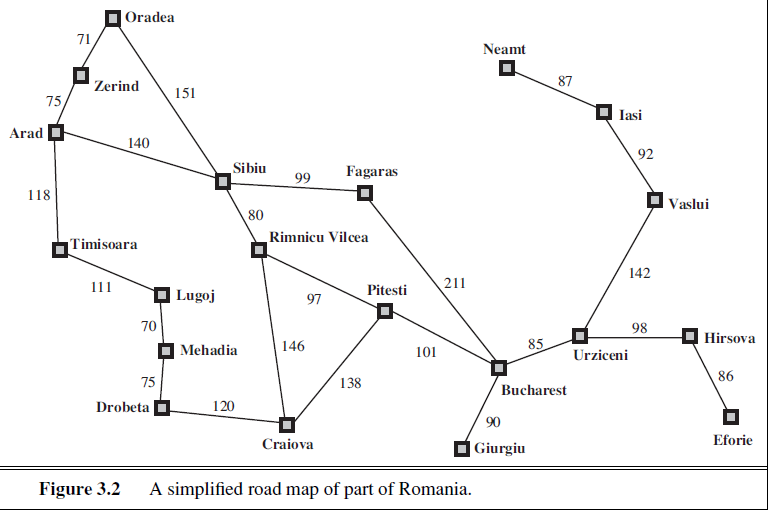 Oradea
Neamt
71
87
Zerind
151
75
Iasi
Arad
140
92
Sibiu
99
Fagaras
118
Vaslui
80
Timisoara
Rimnicu Vilcea
142
111
Lugoj
97
Pitesti
211
70
98
Hirsova
Mehadia
146
101
85
Urziceni
75
138
86
Bucharest
Drobeta
120
90
Craiova
Giurgiu
Eforie
Figure 3.2 A simplified road map of part of Romania.